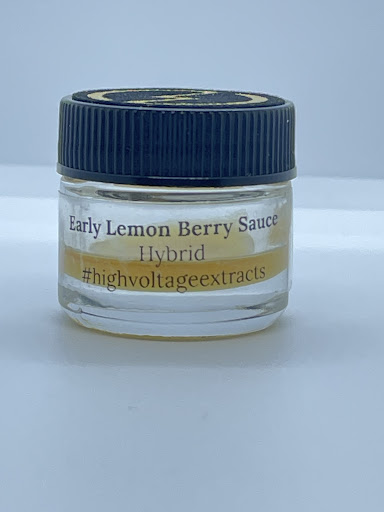 Early Lemon Berry Sauce
Hybrid
#highvoltageextracts